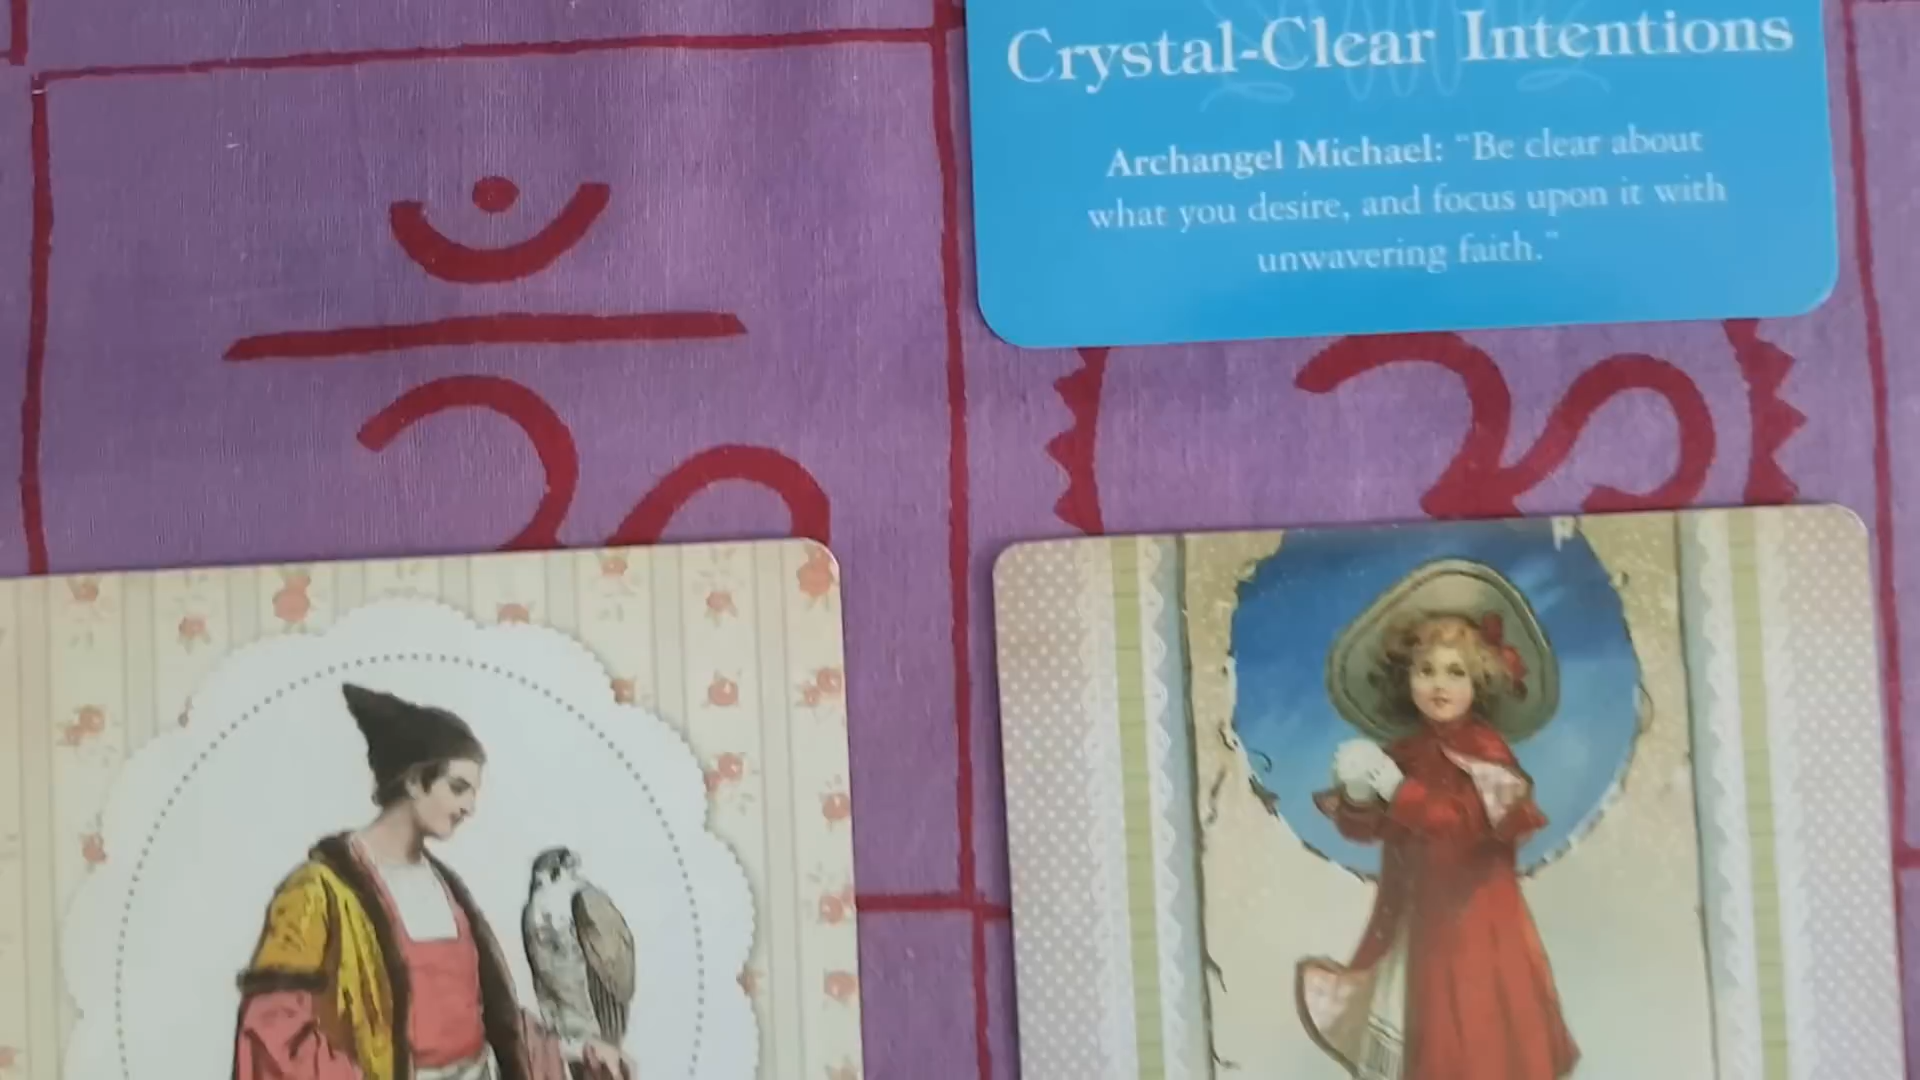 Crystal-Clear Intentions
Archangel Michael: “Be clear about
what you desire, and focus upon it with
unwavering faith.”